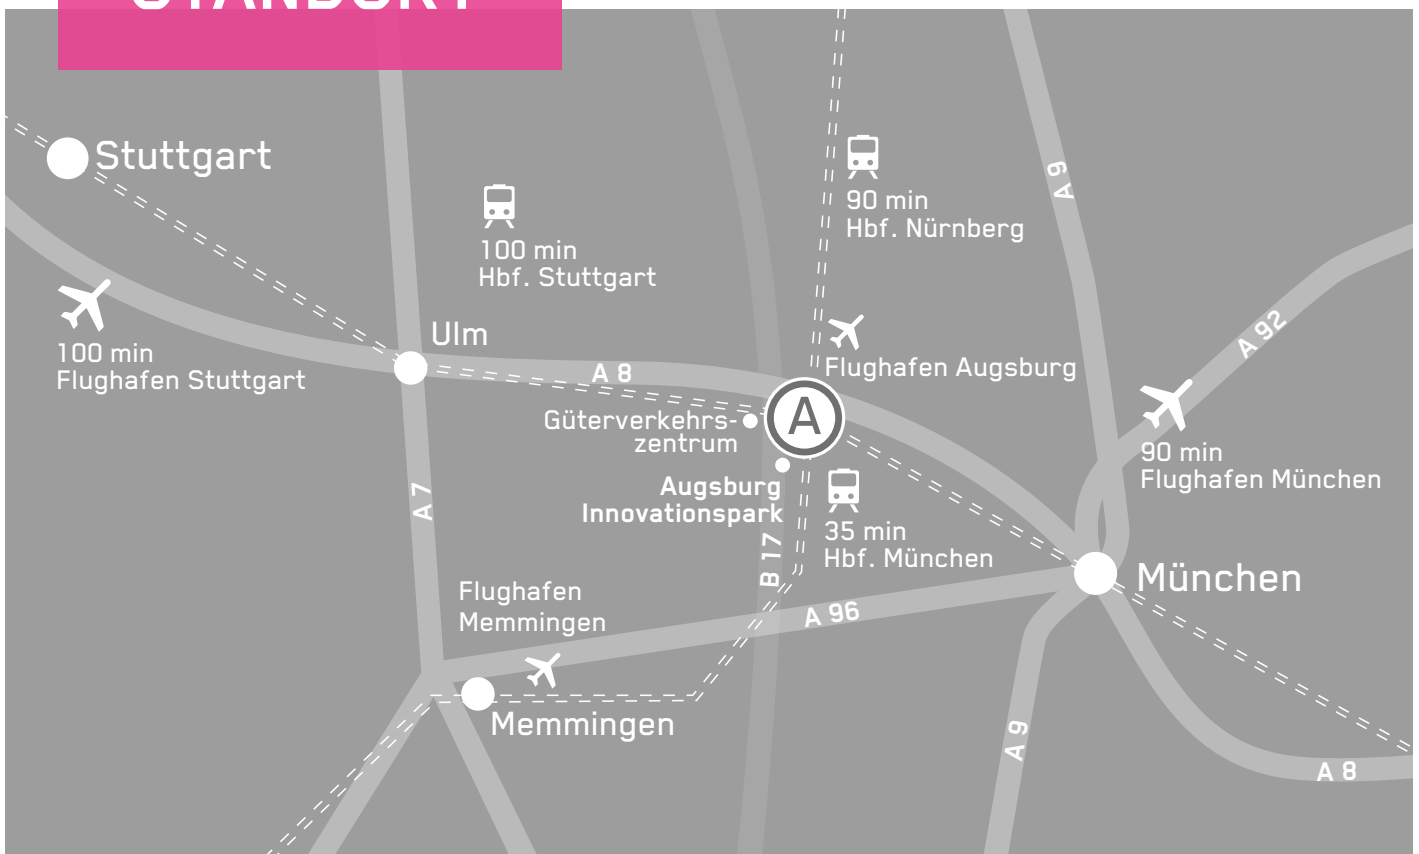 STANDORT
Stuttgart
100 min
Hbf. Stuttgart
90 min
Hbf. Nürnberg
A 9
A 92
100 min
Flughafen Stuttgart
Ulm
A 8
Flughafen Augsburg
Güterverkehrs-
zentrum
A
Augsburg
Innovationspark
90 min
Flughafen München
A 7
35 min
Hbf. München
B 17
München
Flughafen
Memmingen
A 96
Memmingen
A 9
A 8